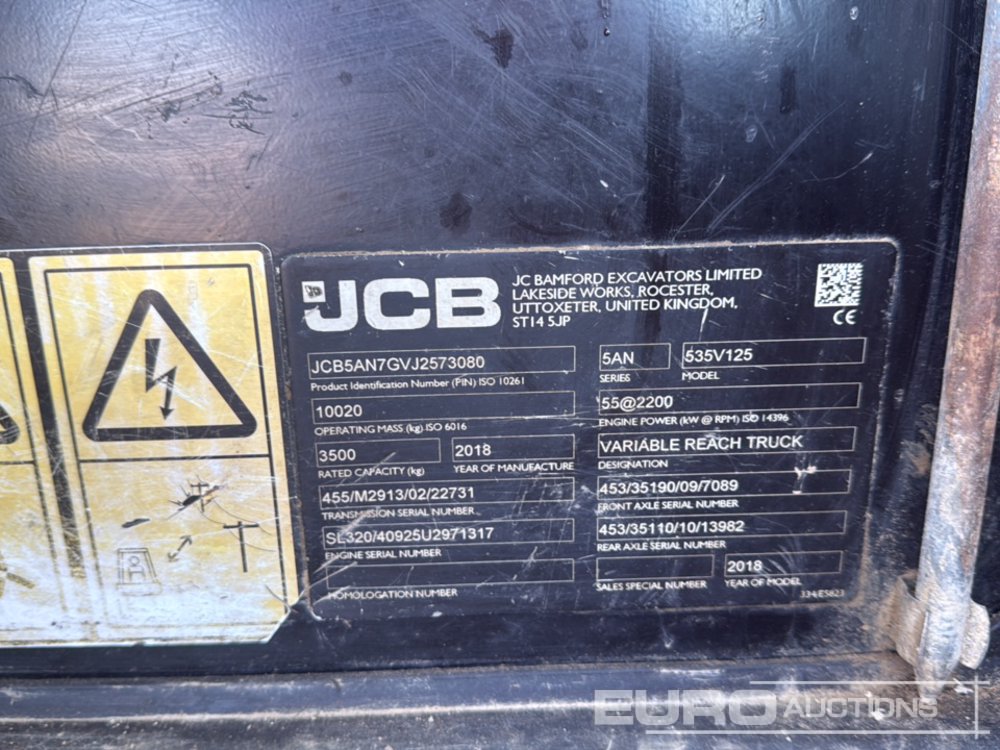 JCB
JC BAMFORD EXCAVATORS LIMITED
LAKESIDE WORKS, ROCESTER,
UTTOXETER, UNITED KINGDOM,
ST14 5JP
CE
JCB5AN7GVJ2573080
Product Identification Number (PIN) ISO 10261
5AN
SERIES
535V125
MODEL
10020
OPERATING MASS (kg) ISO 6016
55@2200
ENGINE POWER (kW @ RPM) ISO 14396
3500
RATED CAPACITY (kg)
2018
YEAR OF MANUFACTURE
VARIABLE REACH TRUCK
DESIGNATION
455/M2913/02/22731
TRANSMISSION SERIAL NUMBER
453/35190/09/7089
FRONT AXLE SERIAL NUMBER
SL320/40925U2971317
ENGINE SERIAL NUMBER
453/35110/10/13982
REAR AXLE SERIAL NUMBER
HOMOLOGATION NUMBER
SALES SPECIAL NUMBER
2018
YEAR OF MODEL
334/E5823
EURO AUCTIONS